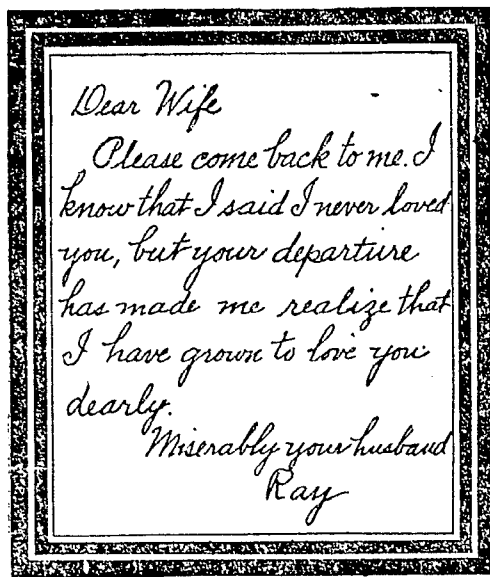 Dear Wife
Please come back to me. I
know that I said I never loved
you, but your departure
has made me realize that
I have grown to love you
dearly.
Miserably your husband
Ray